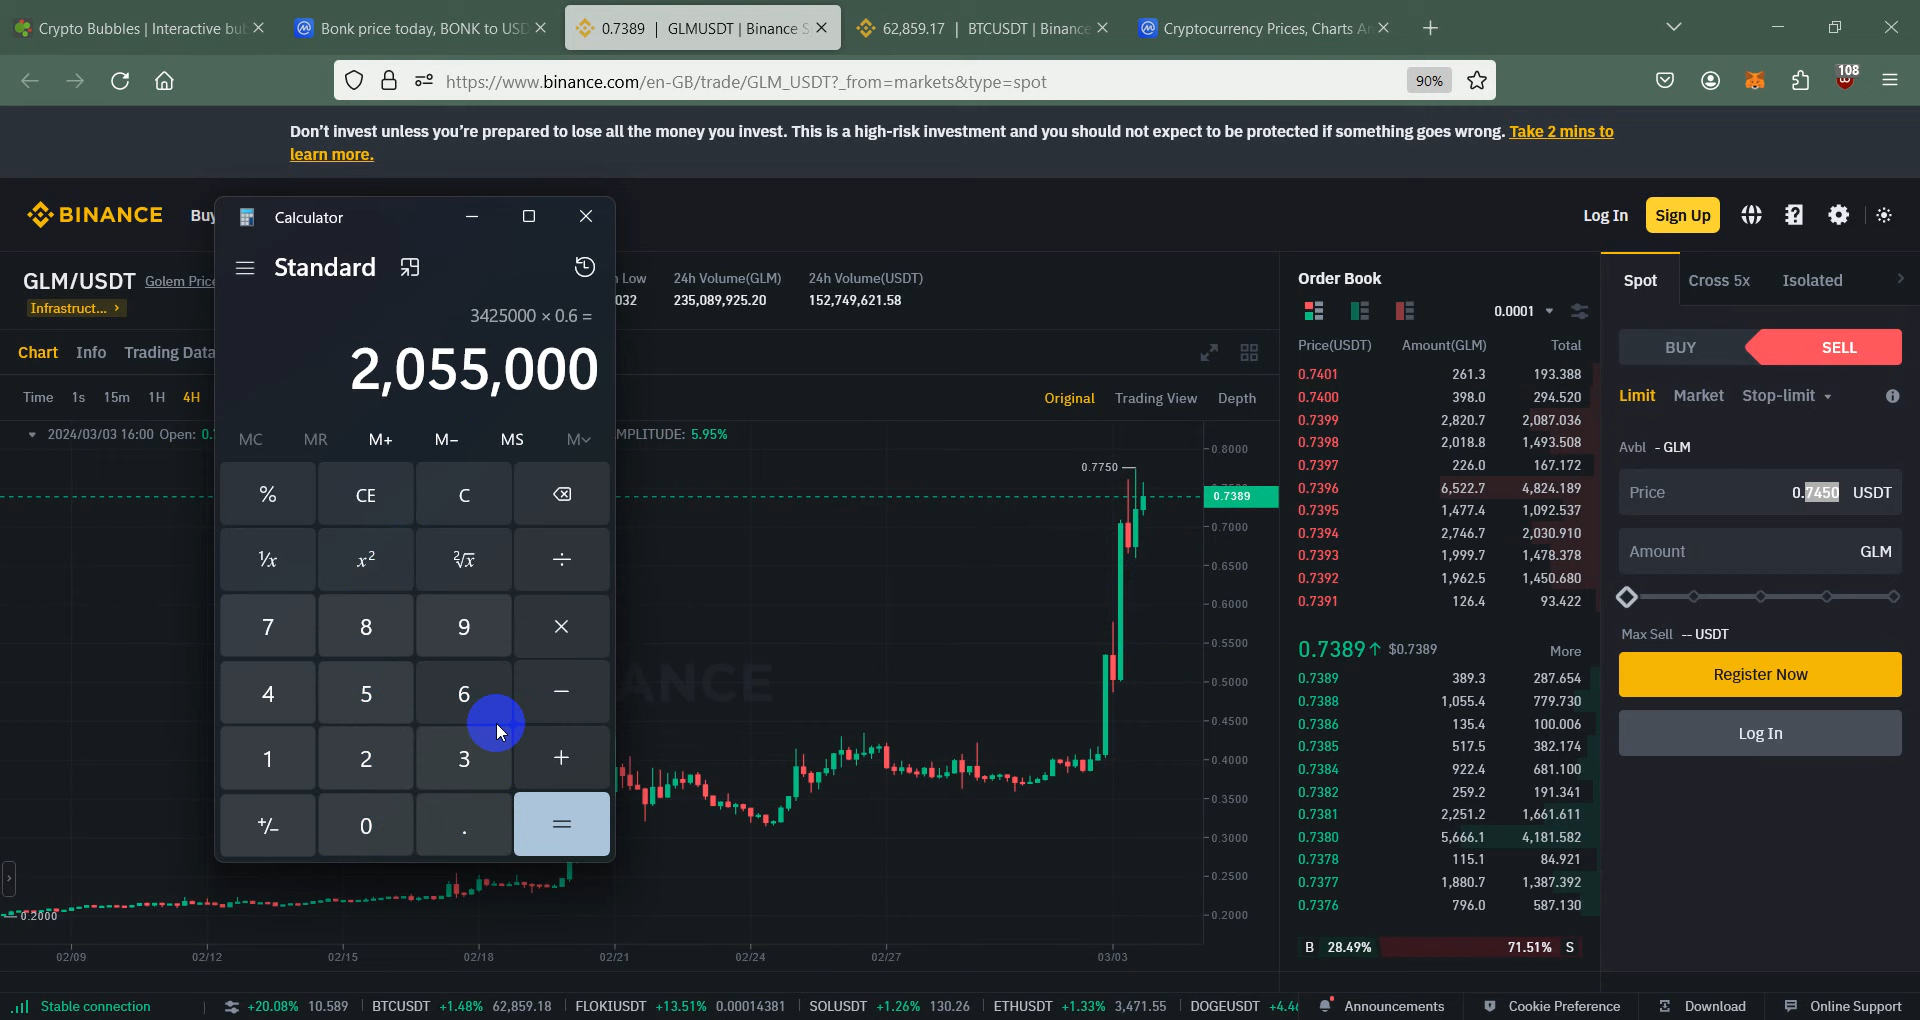 Crypto Bubbles | Interactive bub
Bonk price today, BONK to USD
0.7389 | GLMUSDT | Binance S
62,859.17 | BTCUSDT | Binance
Cryptocurrency Prices, Charts An
https://www.binance.com/en-GB/trade/GLM_USDT?_from=markets&type=spot
90%
108
Don't invest unless you're prepared to lose all the money you invest. This is a high-risk investment and you should not expect to be protected if something goes wrong. Take 2 mins to
learn more.
BINANCE
Buy
Log In
Sign Up
Calculator
Standard
3425000 × 0.6 =
2,055,000
MC MR M+ M− MS M
% CE C
⅟x x² ²√x ÷
7 8 9 ×
4 5 6 −
1 2 3 +
+/− 0 . =
GLM/USDT Golem Price
Infrastruct... >
Low
032
24h Volume(GLM)
235,089,925.20
24h Volume(USDT)
152,749,621.58
Chart Info Trading Data
Time 1s 15m 1H 4H
Original Trading View Depth
2024/03/03 16:00 Open: 0.
MPLITUDE: 5.95%
0.7750
0.2000
ANCE
0.8000
0.7389
0.7000
0.6500
0.6000
0.5500
0.5000
0.4500
0.4000
0.3500
0.3000
0.2500
0.2000
02/09 02/12 02/15 02/18 02/21 02/24 02/27 03/03
Order Book
0.0001
Price(USDT) Amount(GLM) Total
0.7401 261.3 193.388
0.7400 398.0 294.520
0.7399 2,820.7 2,087.036
0.7398 2,018.8 1,493.508
0.7397 226.0 167.172
0.7396 6,522.7 4,824.189
0.7395 1,477.4 1,092.537
0.7394 2,746.7 2,030.910
0.7393 1,999.7 1,478.378
0.7392 1,962.5 1,450.680
0.7391 126.4 93.422
0.7389↑ $0.7389 More
0.7389 389.3 287.654
0.7388 1,055.4 779.730
0.7386 135.4 100.006
0.7385 517.5 382.174
0.7384 922.4 681.100
0.7382 259.2 191.341
0.7381 2,251.2 1,661.611
0.7380 5,666.1 4,181.582
0.7378 115.1 84.921
0.7377 1,880.7 1,387.392
0.7376 796.0 587.130
B 28.49% 71.51% S
Spot Cross 5x Isolated
BUY SELL
Limit Market Stop-limit
Avbl - GLM
Price 0.7450 USDT
Amount GLM
Max Sell -- USDT
Register Now
Log In
Stable connection
+20.08% 10.589 BTCUSDT +1.48% 62,859.18 FLOKIUSDT +13.51% 0.00014381 SOLUSDT +1.26% 130.26 ETHUSDT +1.33% 3,471.55 DOGEUSDT
Announcements Cookie Preference Download Online Support